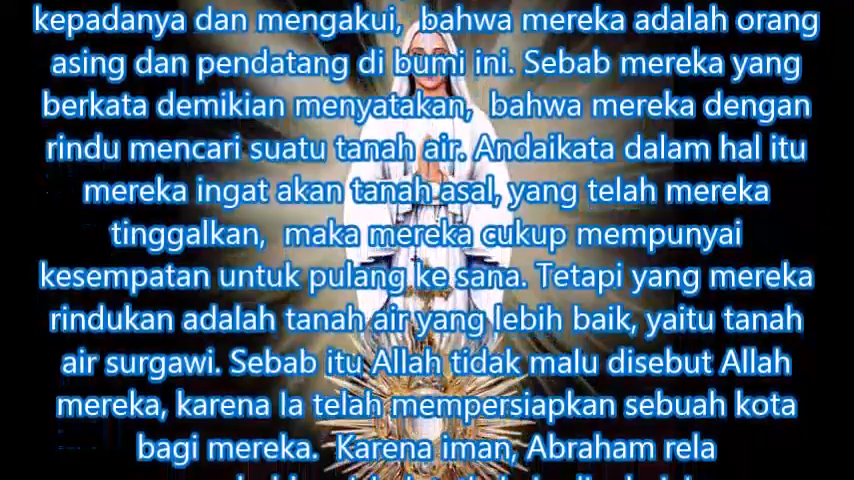 kepadanya dan mengakui, bahwa mereka adalah orang
asing dan pendatang di bumi ini. Sebab mereka yang
berkata demikian menyatakan, bahwa mereka dengan
rindu mencari suatu tanah air. Andaikata dalam hal itu
mereka ingat akan tanah asal, yang telah mereka
tinggalkan, maka mereka cukup mempunyai
kesempatan untuk pulang ke sana. Tetapi yang mereka
rindukan adalah tanah air yang lebih baik, yaitu tanah
air surgawi. Sebab itu Allah tidak malu disebut Allah
mereka, karena Ia telah mempersiapkan sebuah kota
bagi mereka. Karena iman, Abraham rela